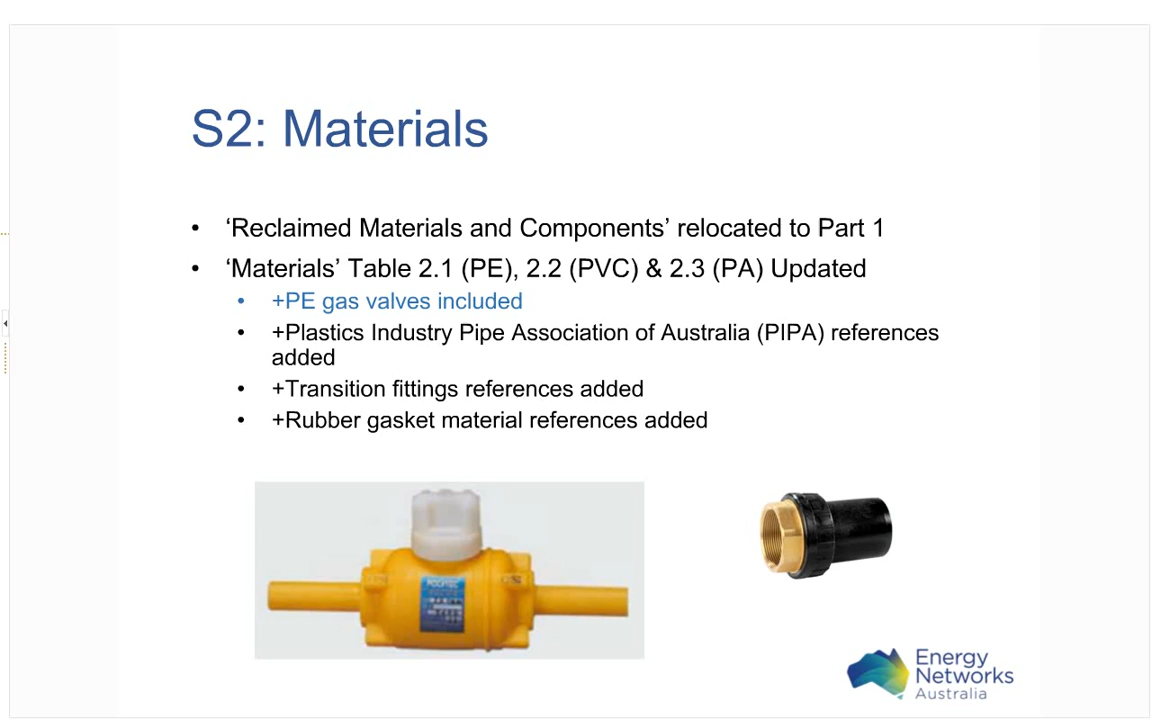 S2: Materials
• ‘Reclaimed Materials and Components’ relocated to Part 1
• ‘Materials’ Table 2.1 (PE), 2.2 (PVC) & 2.3 (PA) Updated
• +PE gas valves included
• +Plastics Industry Pipe Association of Australia (PIPA) references
added
• +Transition fittings references added
• +Rubber gasket material references added
POLYTEC
Energy
Networks
Australia